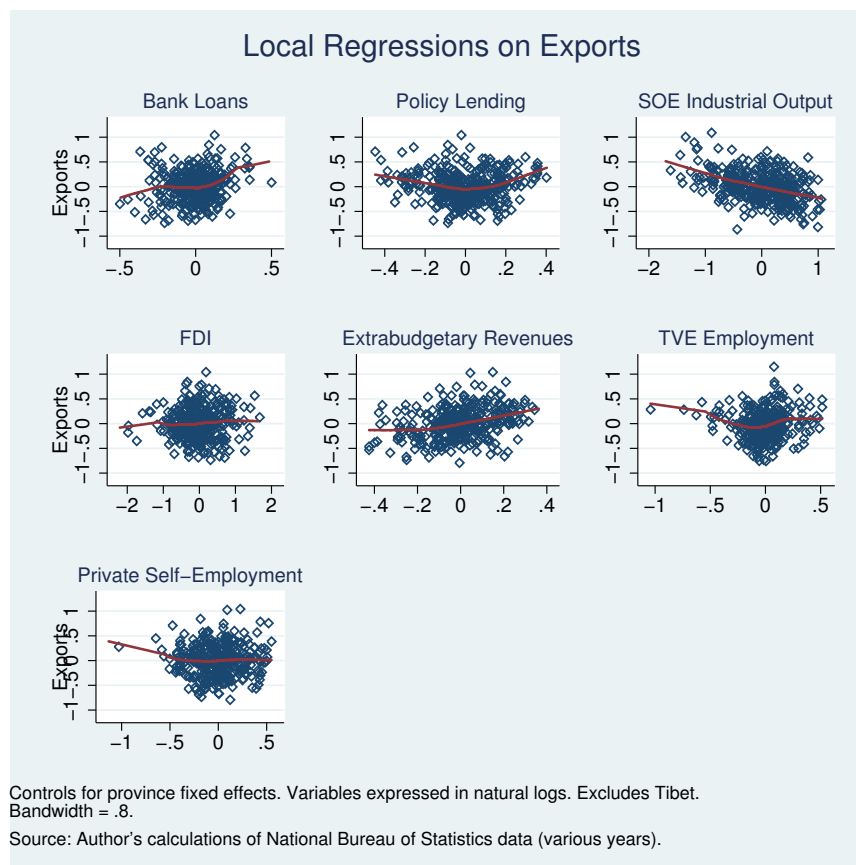 Local Regressions on Exports
Bank Loans
Policy Lending
SOE Industrial Output
Exports
−1 −.5 0 .5 1
−.5 0 .5
−.4 −.2 0 .2 .4
−1 −.5 0 .5 1
−2 −1 0 1
−1 −.5 0 .5 1
FDI
Extrabudgetary Revenues
TVE Employment
Exports
−1 −.5 0 .5 1
−2 −1 0 1 2
−.4 −.2 0 .2 .4
−1 −.5 0 .5 1
−1 −.5 0 .5
−1 −.5 0 .5 1
Private Self−Employment
Exports
−1 −.5 0 .5 1
−1 −.5 0 .5
Controls for province fixed effects. Variables expressed in natural logs. Excludes Tibet.
Bandwidth = .8.
Source: Author's calculations of National Bureau of Statistics data (various years).